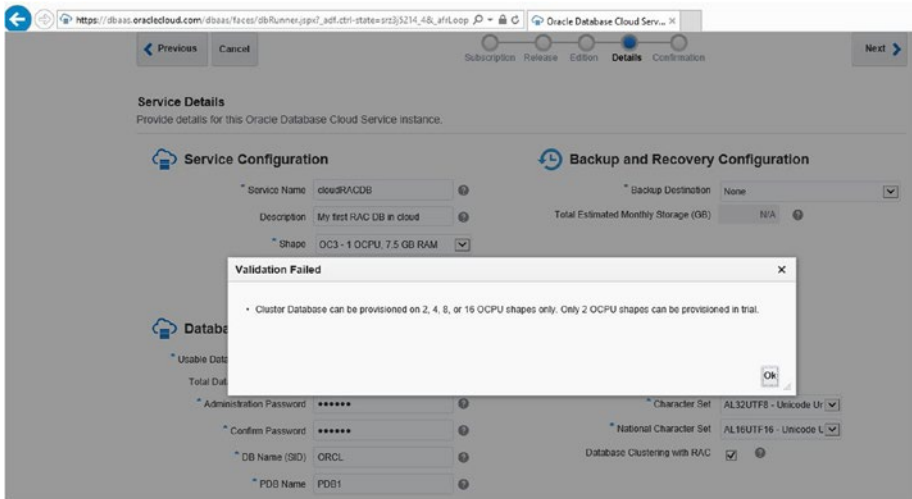 https://dbaas.oraclecloud.com/dbaas/faces/dbRunner.jspx?_adf.ctrl-state=srz3j5214_4&_afrLoop
Oracle Database Cloud Serv...
Previous
Cancel
Subscription Release Edition Details Confirmation
Next
Service Details
Provide details for this Oracle Database Cloud Service instance.
Service Configuration
* Service Name cloudRACDB
Description My first RAC DB in cloud
* Shape OC3 - 1 OCPU, 7.5 GB RAM
Backup and Recovery Configuration
* Backup Destination None
Total Estimated Monthly Storage (GB) N/A
Validation Failed
• Cluster Database can be provisioned on 2, 4, 8, or 16 OCPU shapes only. Only 2 OCPU shapes can be provisioned in trial.
Ok
Databa
* Usable Data
Total Dat
* Administration Password ••••••
* Confirm Password ••••••
* DB Name (SID) ORCL
* PDB Name PDB1
* Character Set AL32UTF8 - Unicode Ur
* National Character Set AL16UTF16 - Unicode U
Database Clustering with RAC